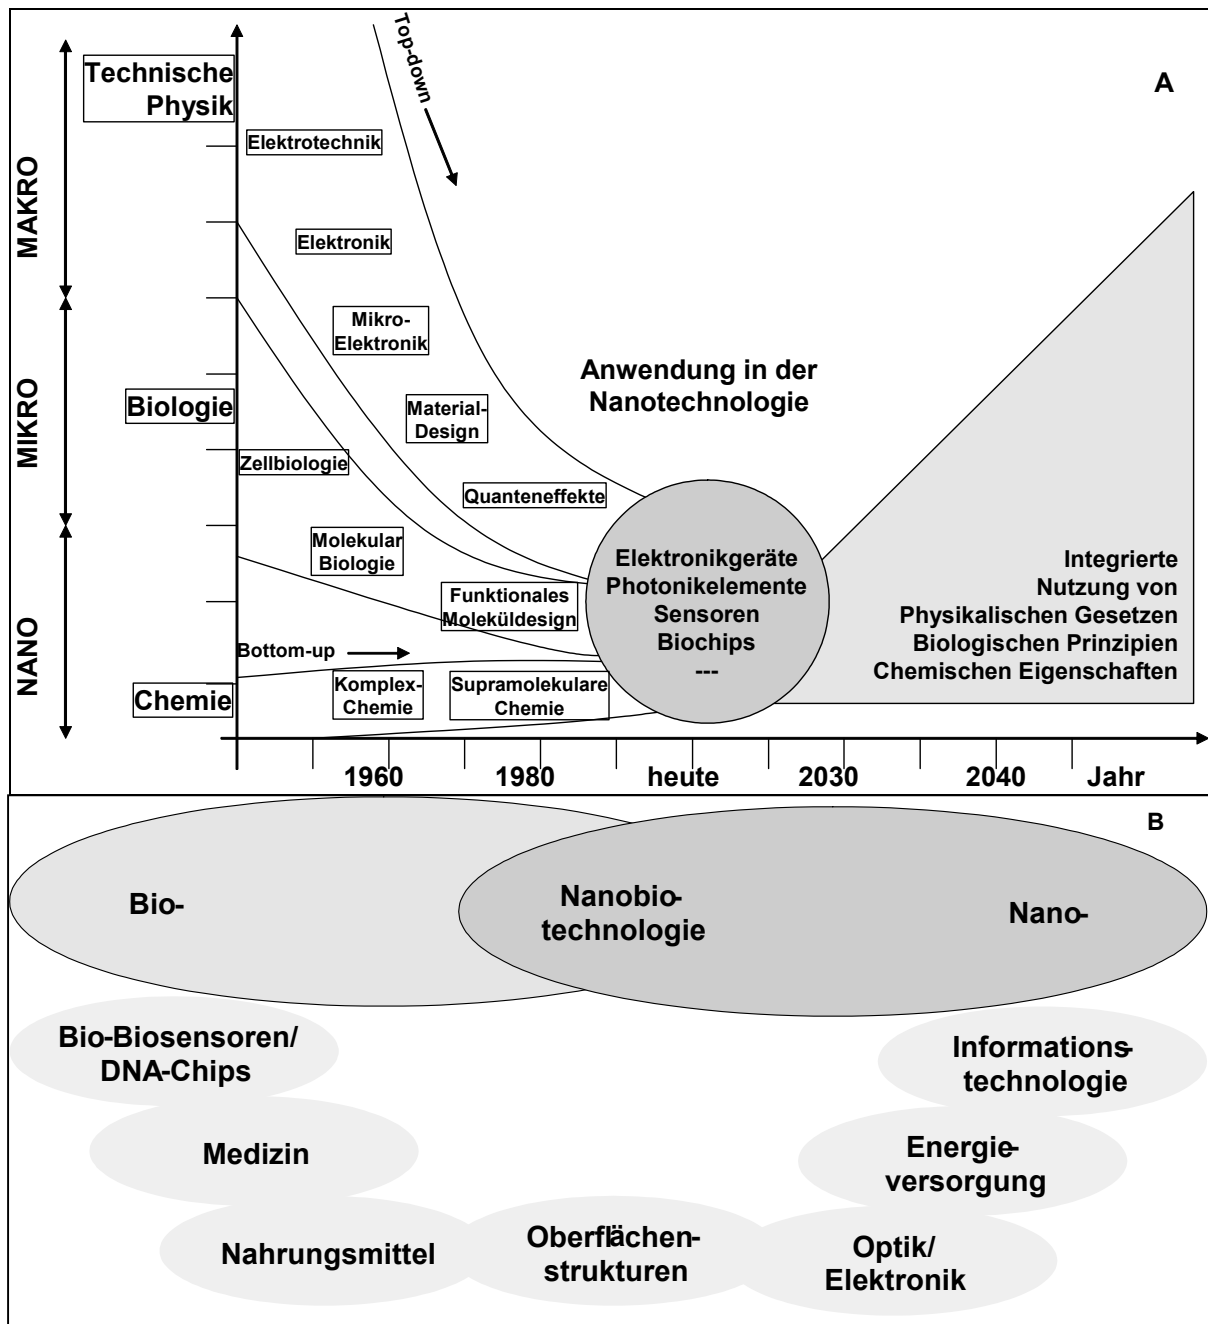 Top-down
A
Technische
Physik
MAKRO
Elektrotechnik
Elektronik
Mikro-
Elektronik
Anwendung in der
Nanotechnologie
MIKRO
Biologie
Material-
Design
Zellbiologie
Quanteneffekte
Molekular
Biologie
Elektronikgeräte
Photonikelemente
Sensoren
Biochips
---
Integrierte
Nutzung von
Physikalischen Gesetzen
Biologischen Prinzipien
Chemischen Eigenschaften
Funktionales
Moleküldesign
NANO
Bottom-up
Chemie
Komplex-
Chemie
Supramolekulare
Chemie
1960 1980 heute 2030 2040 Jahr
B
Bio-
Nanobio-
technologie
Nano-
Bio-Biosensoren/
DNA-Chips
Informations-
technologie
Medizin
Energie-
versorgung
Nahrungsmittel
Oberflächen-
strukturen
Optik/
Elektronik